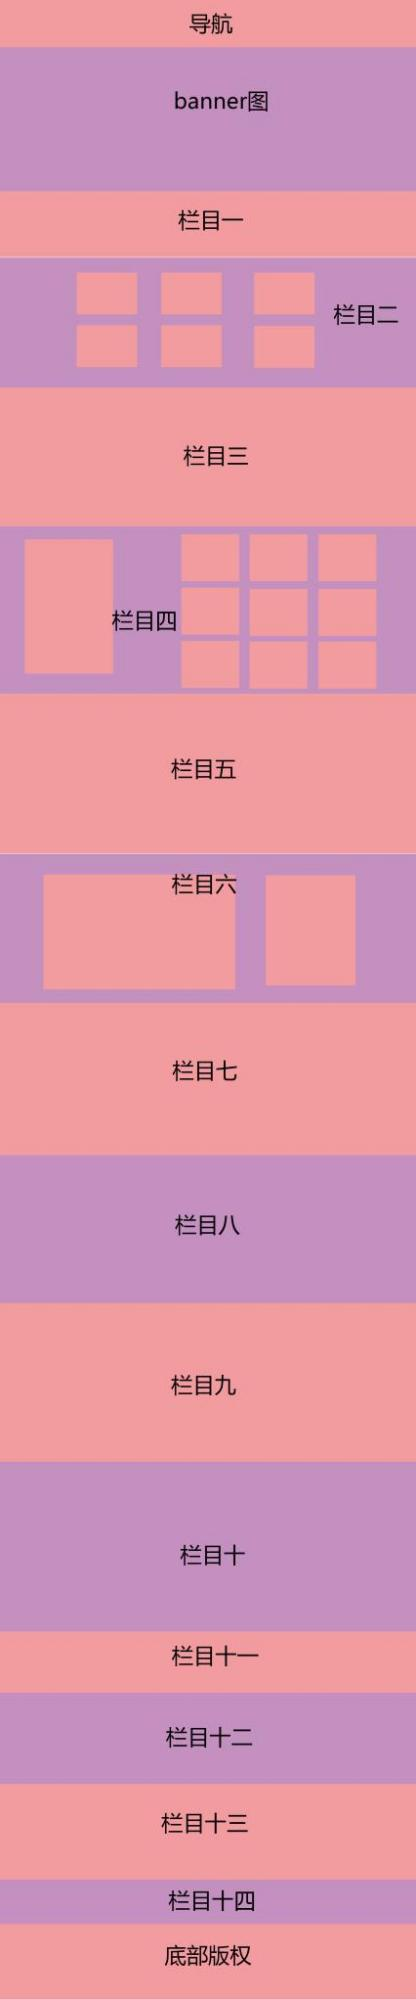 导航
banner图
栏目一
栏目二
栏目三
栏目四
栏目五
栏目六
栏目七
栏目八
栏目九
栏目十
栏目十一
栏目十二
栏目十三
栏目十四
底部版权